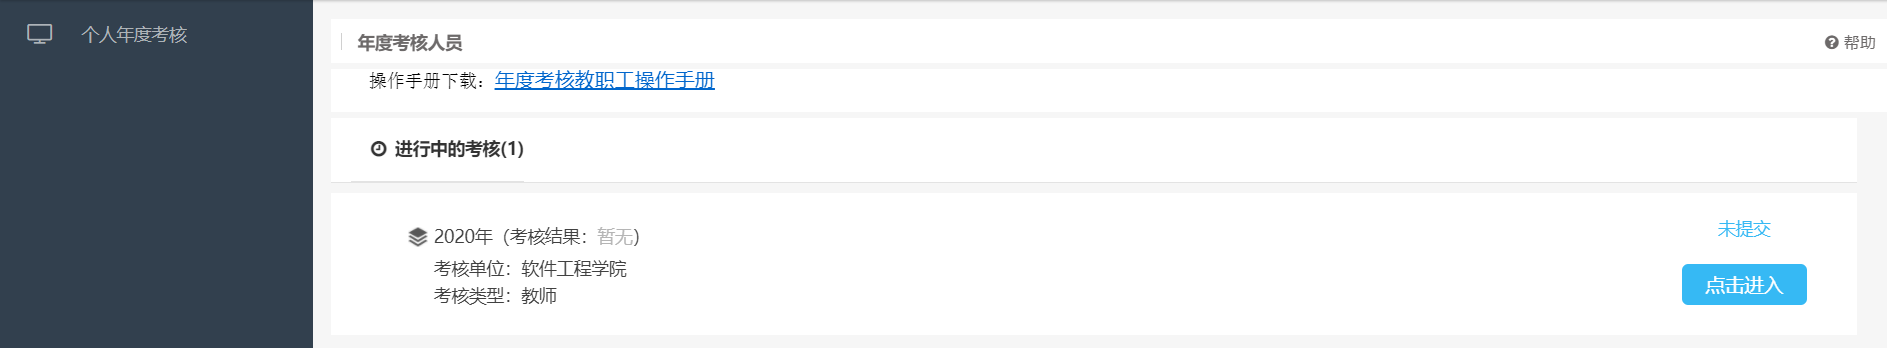 个人年度考核
年度考核人员
帮助
操作手册下载：年度考核教职工操作手册
进行中的考核(1)
2020年（考核结果：暂无）
未提交
考核单位：软件工程学院
点击进入
考核类型：教师